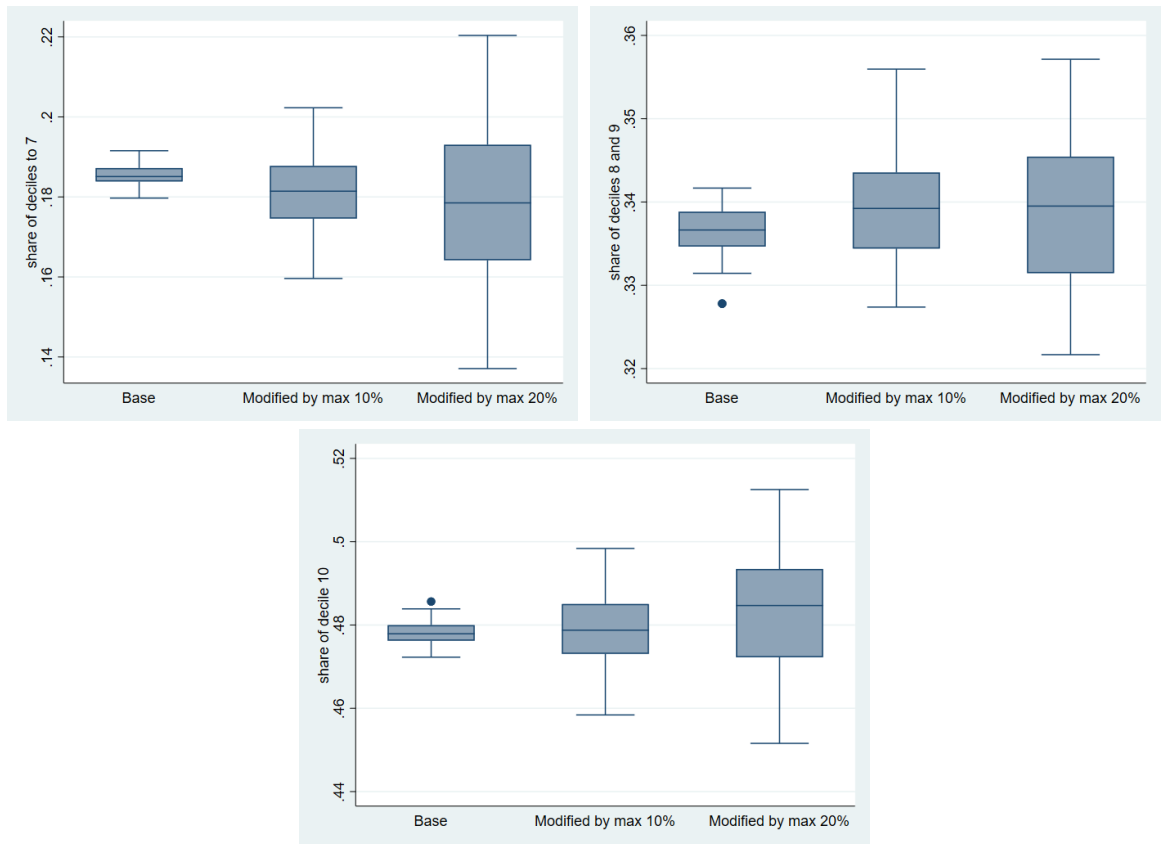 share of deciles to 7
.22
.2
.18
.16
.14
Base Modified by max 10% Modified by max 20%
share of deciles 8 and 9
.36
.35
.34
.33
.32
Base Modified by max 10% Modified by max 20%
share of decile 10
.52
.5
.48
.46
.44
Base Modified by max 10% Modified by max 20%